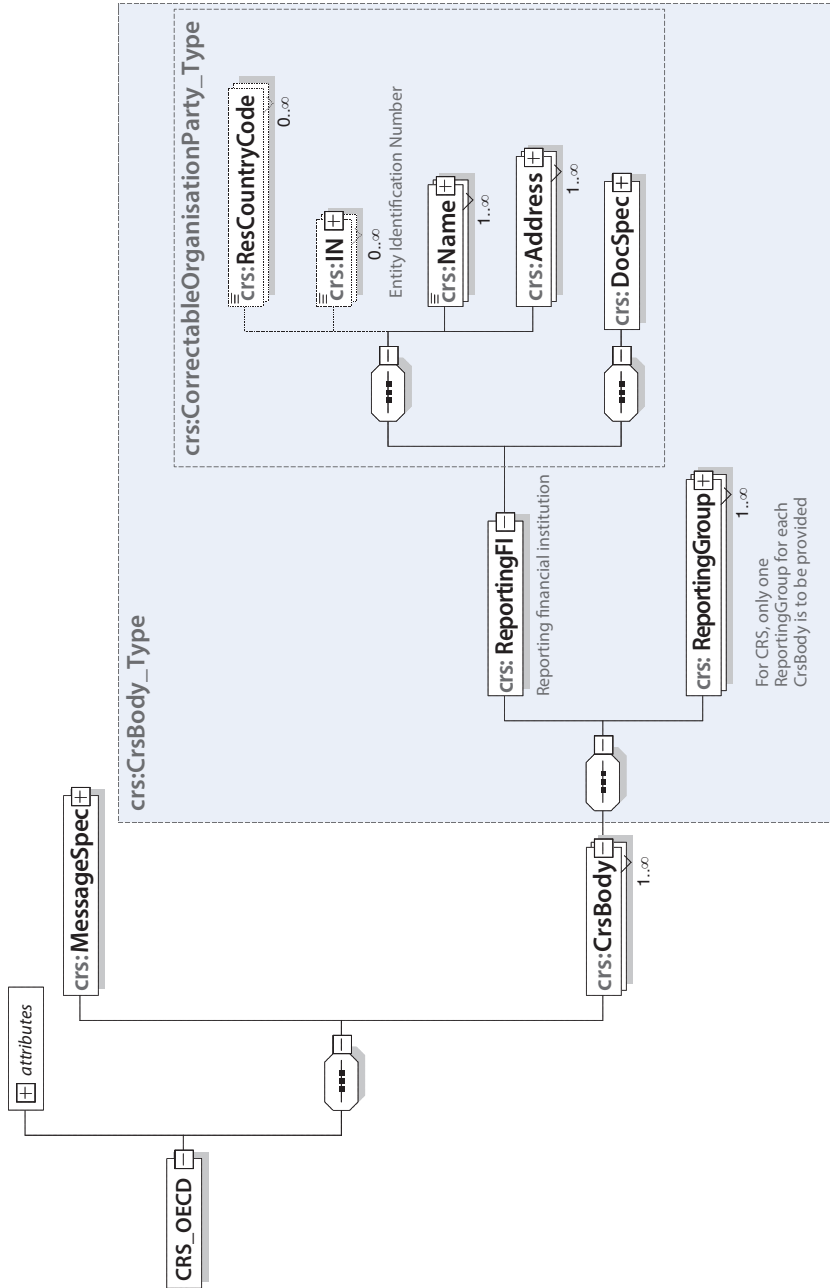 CRS_OECD
attributes
crs:MessageSpec
crs:CrsBody
1..∞
crs:CrsBody_Type
crs: ReportingFI
Reporting financial institution
crs:CorrectableOrganisationParty_Type
crs:ResCountryCode
0..∞
crs:IN
0..∞
Entity Identification Number
crs:Name
1..∞
crs:Address
1..∞
crs:DocSpec
crs: ReportingGroup
1..∞
For CRS, only one
ReportingGroup for each
CrsBody is to be provided